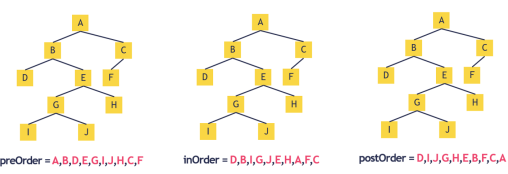 A
B C
D E F
G H
I J
preOrder = A,B,D,E,G,I,J,H,C,F
A
B C
D E F
G H
I J
inOrder = D,B,I,G,J,E,H,A,F,C
A
B C
D E F
G H
I J
postOrder = D,I,J,G,H,E,B,F,C,A